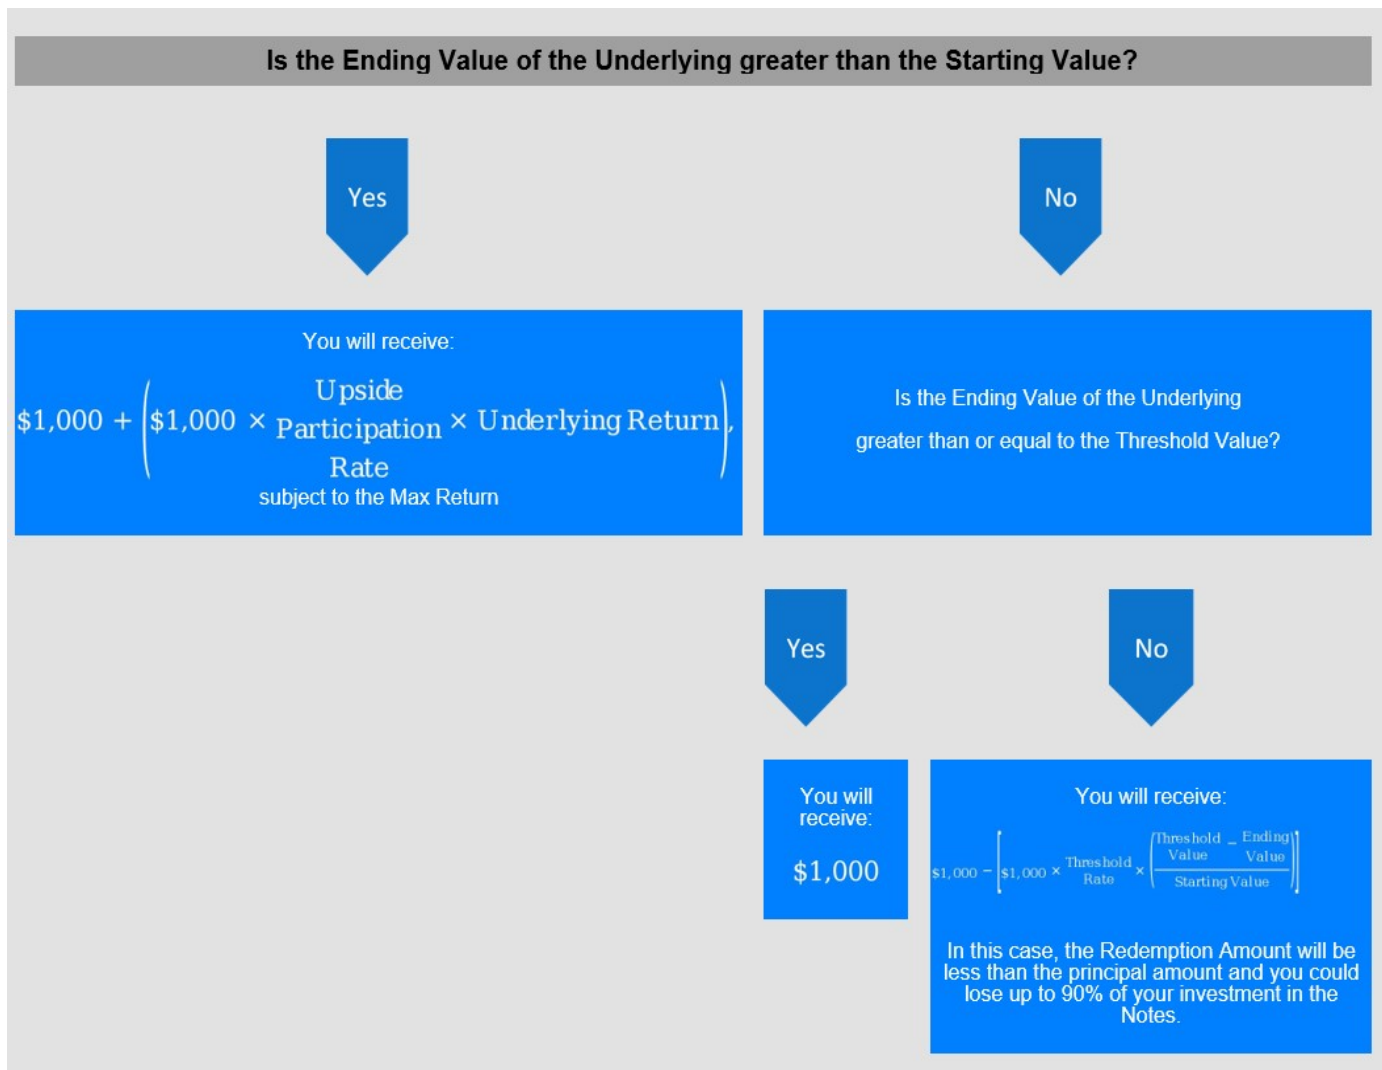 Is the Ending Value of the Underlying greater than the Starting Value?
Yes
No
You will receive:
$1,000 + ($1,000 × Upside Participation Rate × Underlying Return),
subject to the Max Return
Is the Ending Value of the Underlying
greater than or equal to the Threshold Value?
Yes
No
You will
receive:
$1,000
You will receive:
$1,000 − [$1,000 × Threshold Rate × ((Threshold Value − Ending Value) / Starting Value)]
In this case, the Redemption Amount will be
less than the principal amount and you could
lose up to 90% of your investment in the
Notes.